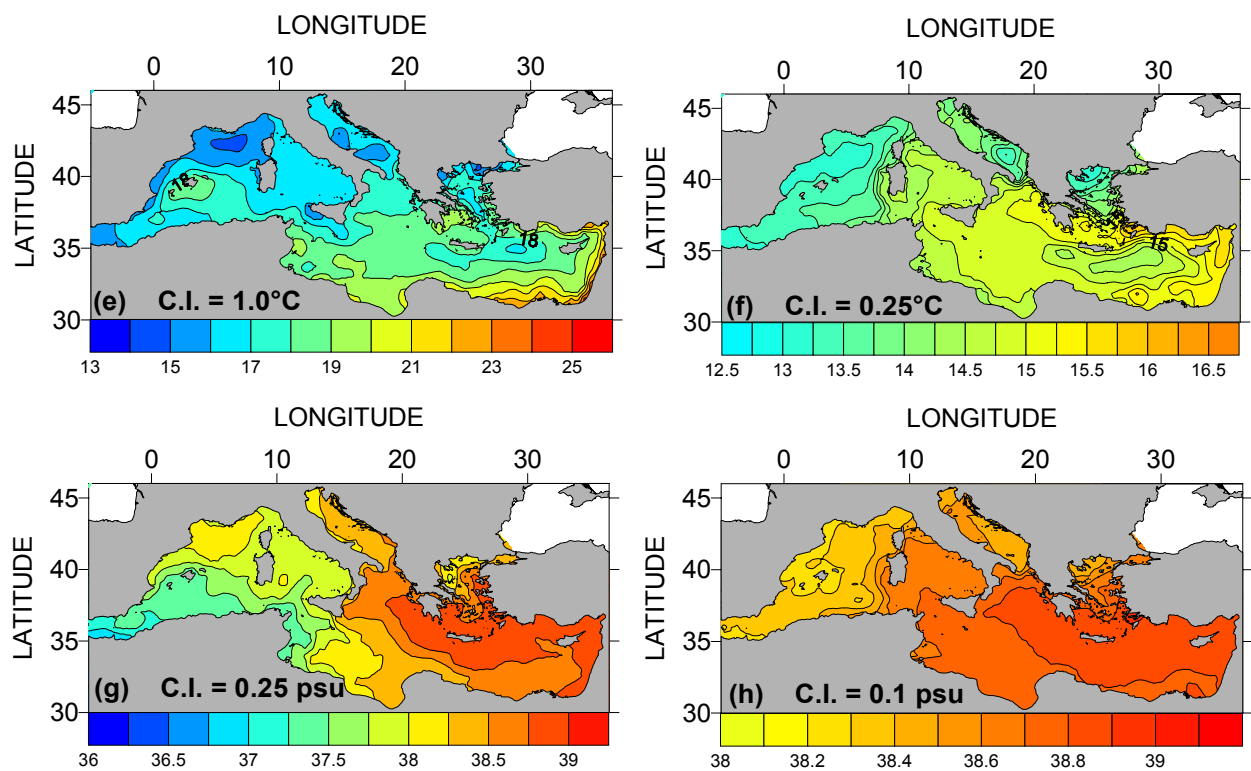 LONGITUDE
0 10 20 30
LATITUDE
45
40
35
30
18
18
(e) C.I. = 1.0°C
13 15 17 19 21 23 25
LONGITUDE
0 10 20 30
LATITUDE
45
40
35
30
15
(f) C.I. = 0.25°C
12.5 13 13.5 14 14.5 15 15.5 16 16.5
LONGITUDE
0 10 20 30
LATITUDE
45
40
35
30
(g) C.I. = 0.25 psu
36 36.5 37 37.5 38 38.5 39
LONGITUDE
0 10 20 30
LATITUDE
45
40
35
30
(h) C.I. = 0.1 psu
38 38.2 38.4 38.6 38.8 39